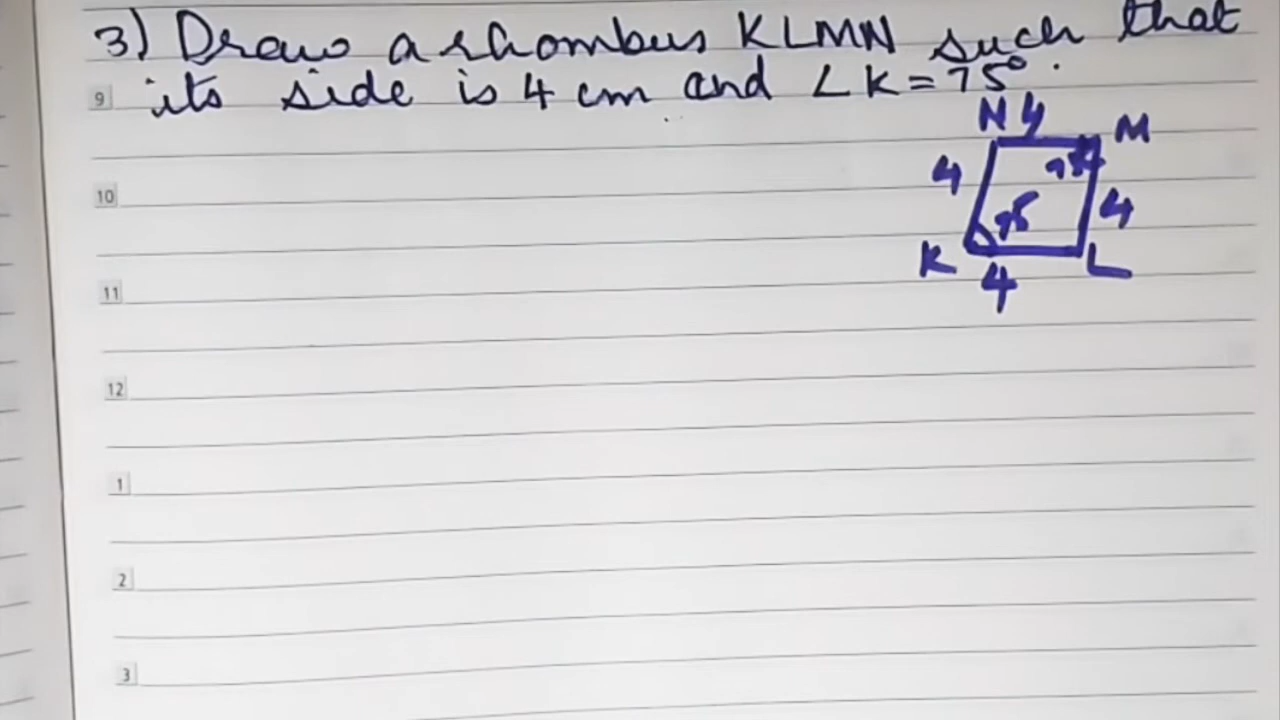 3) Draw a rhombus KLMN such that
its side is 4 cm and ∠K = 75°.
N 4 M
4 75
75 4
K L
4
9
10
11
12
1
2
3